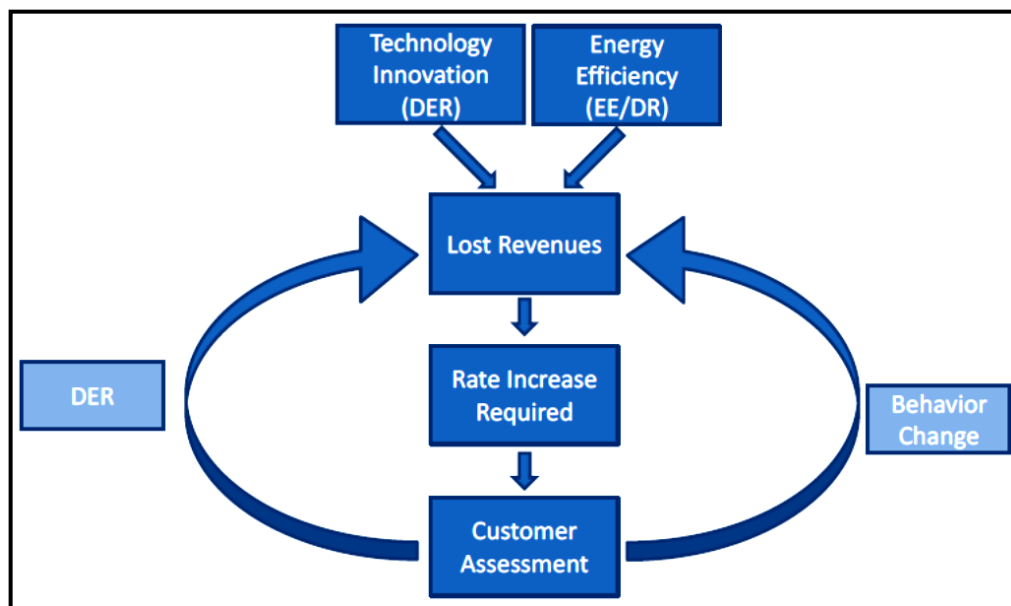 Technology
Innovation
(DER)
Energy
Efficiency
(EE/DR)
Lost Revenues
DER
Rate Increase
Required
Behavior
Change
Customer
Assessment